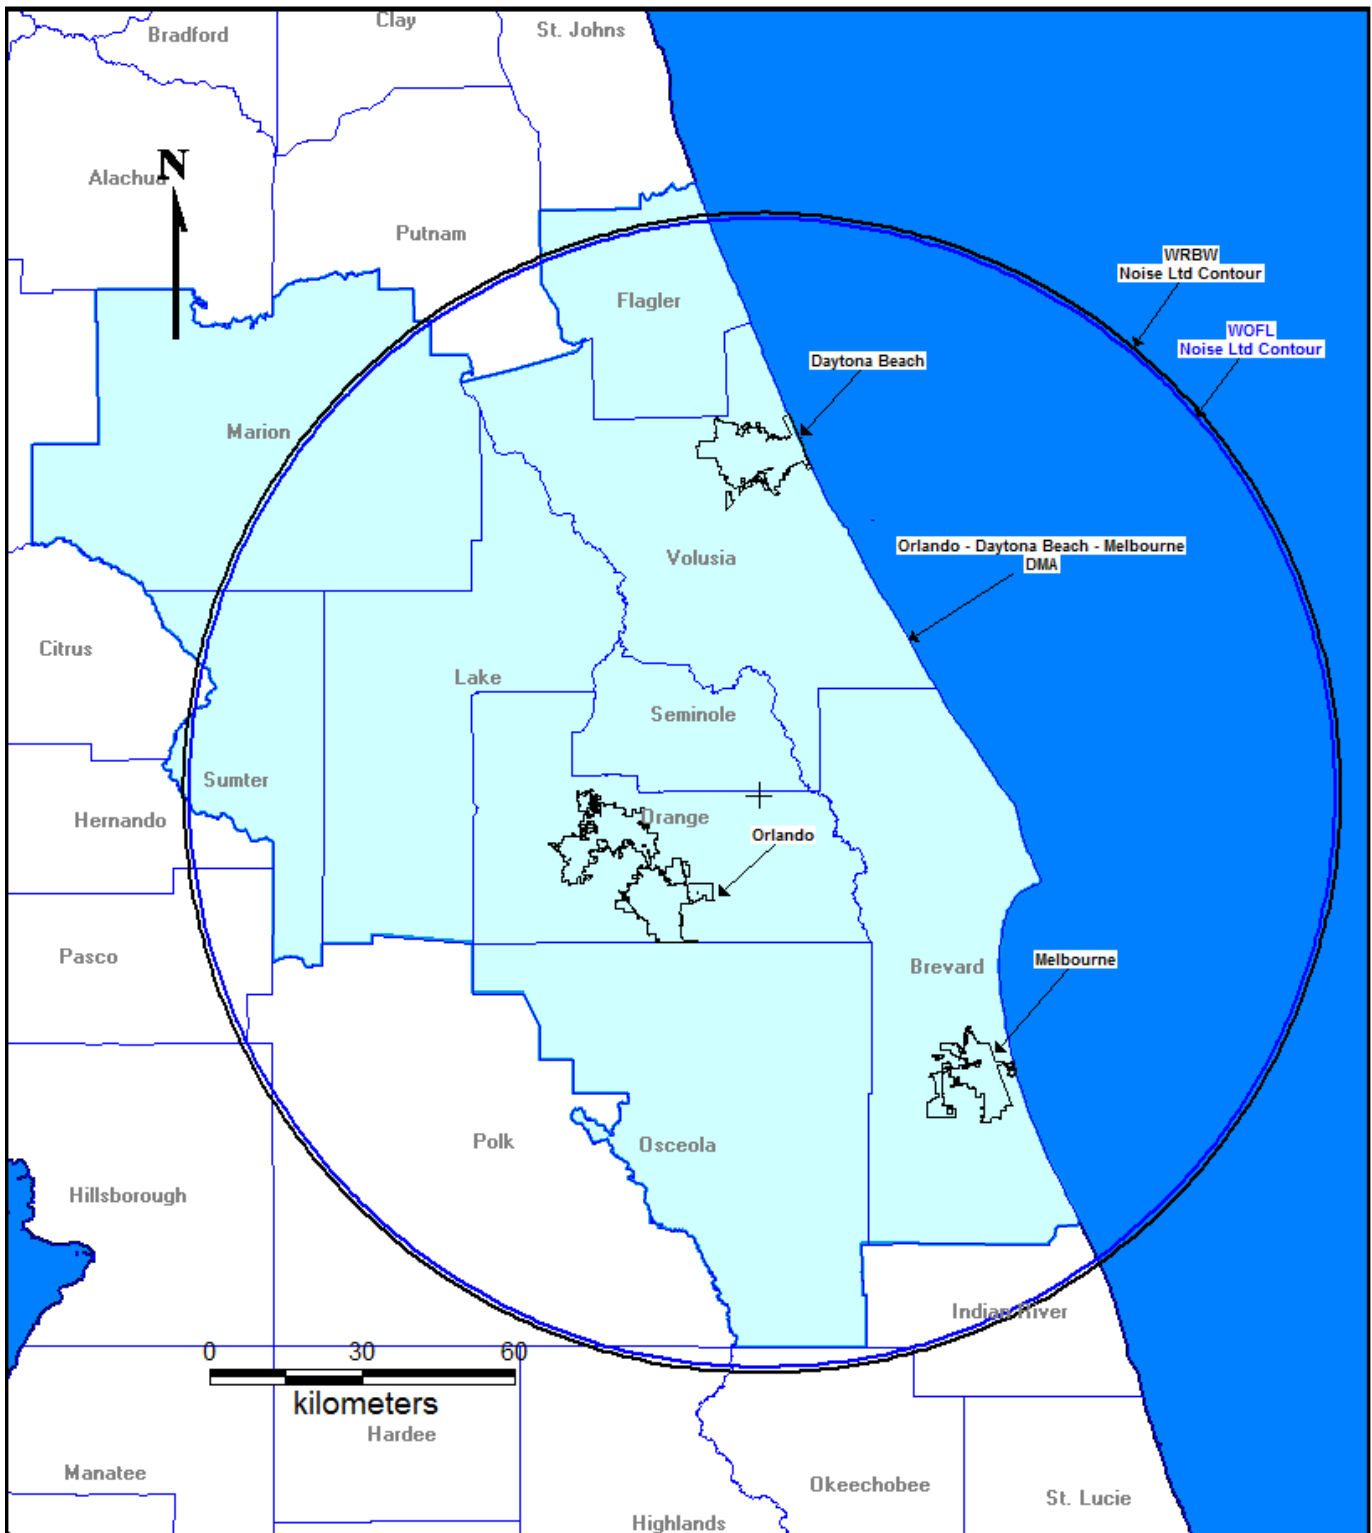 Clay
St. Johns
Bradford
Alachua
N
Putnam
WRBW
Noise Ltd Contour
Flagler
WOFL
Noise Ltd Contour
Daytona Beach
Marion
Orlando - Daytona Beach - Melbourne
DMA
Volusia
Citrus
Lake
Seminole
Sumter
Hernando
Orange
Orlando
Pasco
Brevard
Melbourne
Polk
Osceola
Hillsborough
Indian River
0 30 60
kilometers
Hardee
Manatee
Okeechobee
St. Lucie
Highlands